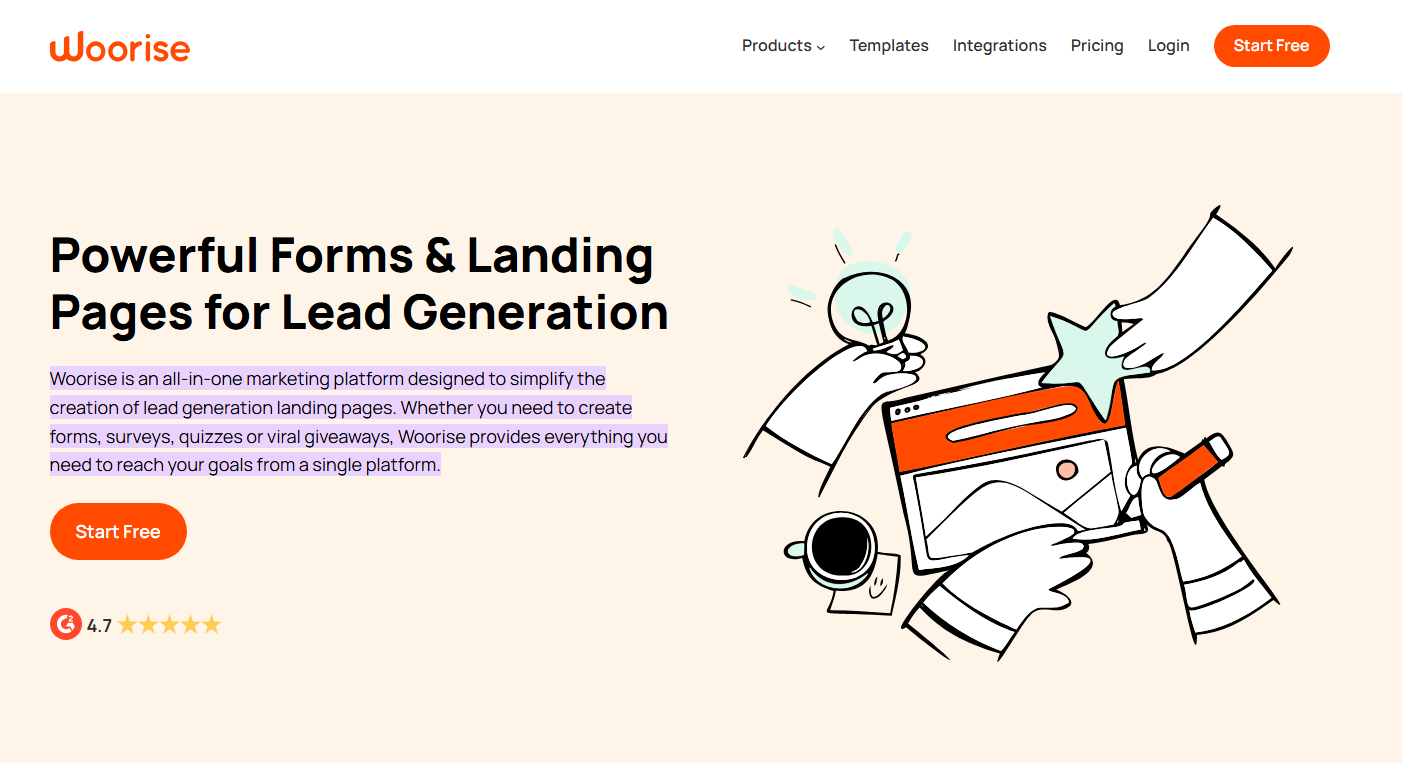 Woorise
Products
Templates
Integrations
Pricing
Login
Start Free
Powerful Forms & Landing
Pages for Lead Generation
Woorise is an all-in-one marketing platform designed to simplify the
creation of lead generation landing pages. Whether you need to create
forms, surveys, quizzes or viral giveaways, Woorise provides everything you
need to reach your goals from a single platform.
Start Free
G2 4.7